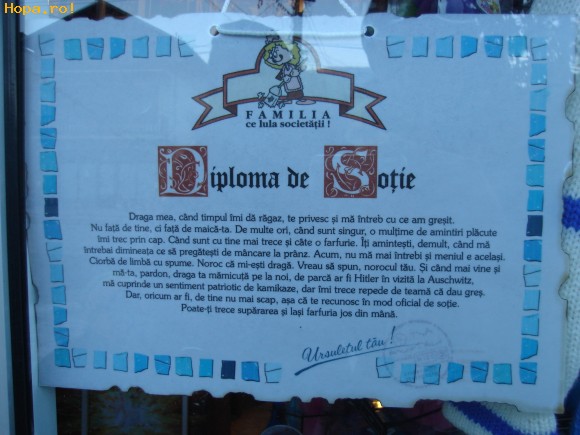 Hopa.ro!
FAMILIA
ce lula societății !
Diploma de Soție
Draga mea, când timpul îmi dă răgaz, te privesc și mă întreb cu ce am greșit.
Nu față de tine, ci față de maică-ta. De multe ori, când sunt singur, o mulțime de amintiri plăcute
îmi trec prin cap. Când sunt cu tine mai trece și câte o farfurie. Îți amintești, demult, când mă
întrebai dimineața ce să pregătești de mâncare la prânz. Acum, nu mă mai întrebi și meniul e același.
Ciorbă de limbă cu spume. Noroc că mi-ești dragă. Vreau să spun, norocul tău. Și când mai vine și
mă-ta, pardon, draga ta mămicuță pe la noi, de parcă ar fi Hitler în vizită la Auschwitz,
mă cuprinde un sentiment patriotic de kamikaze, dar îmi trece repede de teamă că dau greș.
Dar, oricum ar fi, de tine nu mai scap, așa că te recunosc în mod oficial de soție.
Poate-ți trece supărarea și lași farfuria jos din mână.
Ursulețul tău !